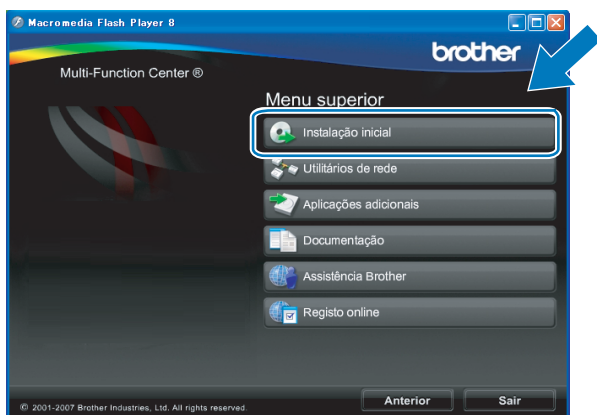 Macromedia Flash Player 8
brother
Multi-Function Center ®
Menu superior
Instalação inicial
Utilitários de rede
Aplicações adicionais
Documentação
Assistência Brother
Registo online
© 2001-2007 Brother Industries, Ltd. All rights reserved.
Anterior
Sair